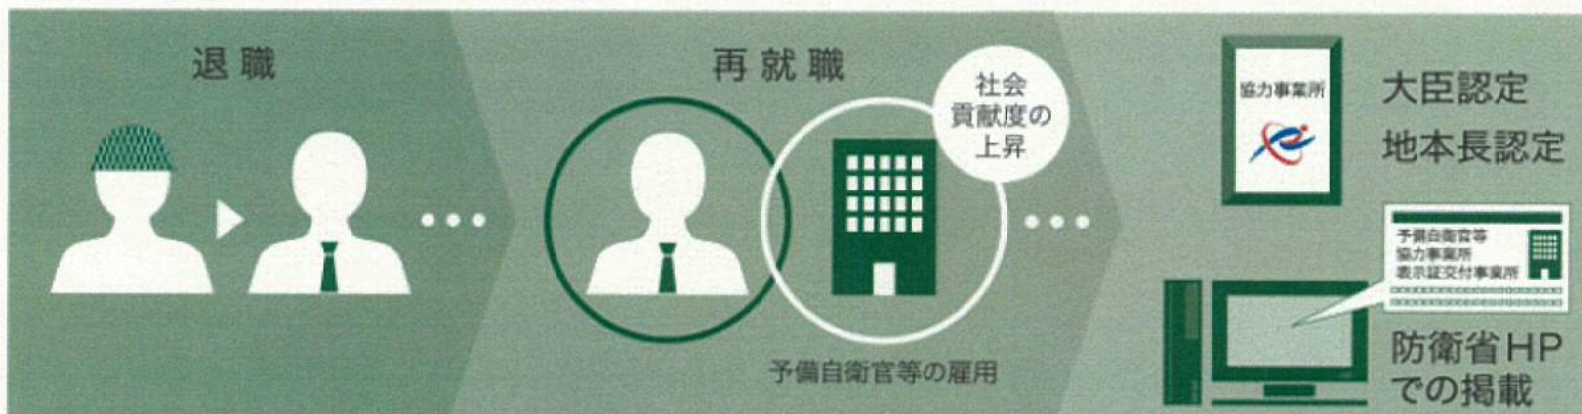 退職
再就職
社会
貢献度の
上昇
予備自衛官等の雇用
協力事業所
大臣認定
地本長認定
予備自衛官等
協力事業所
表示証交付事業所
防衛省HP
での掲載